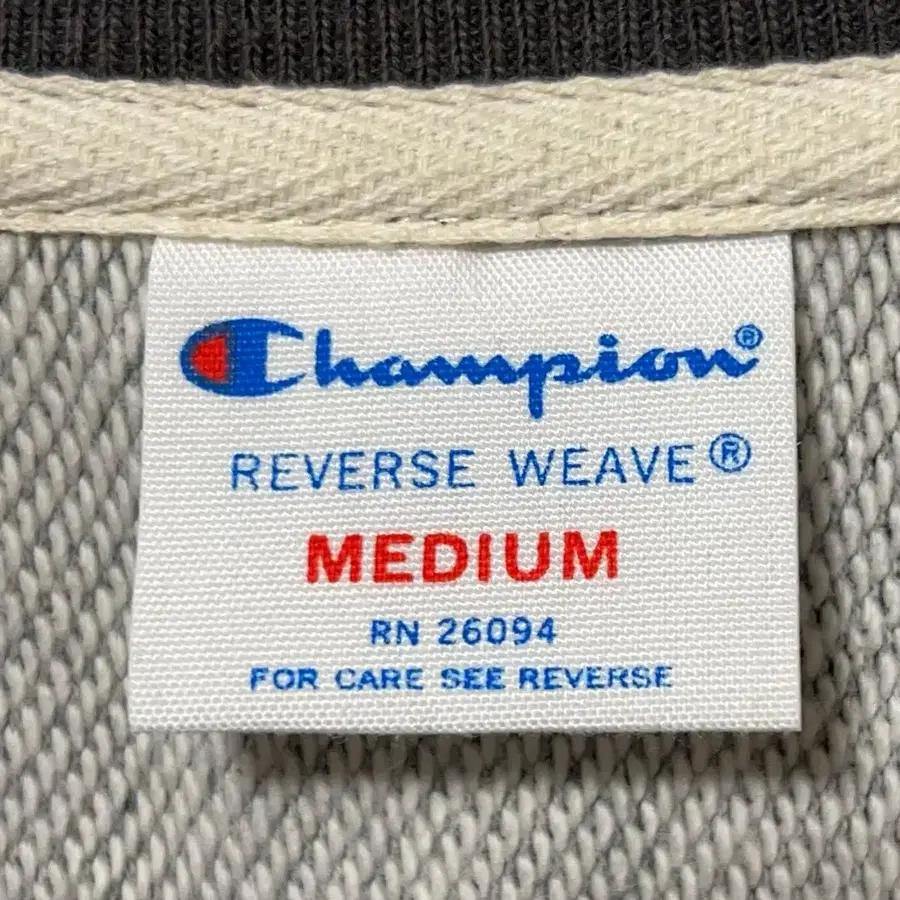 Champion®
REVERSE WEAVE®
MEDIUM
RN 26094
FOR CARE SEE REVERSE